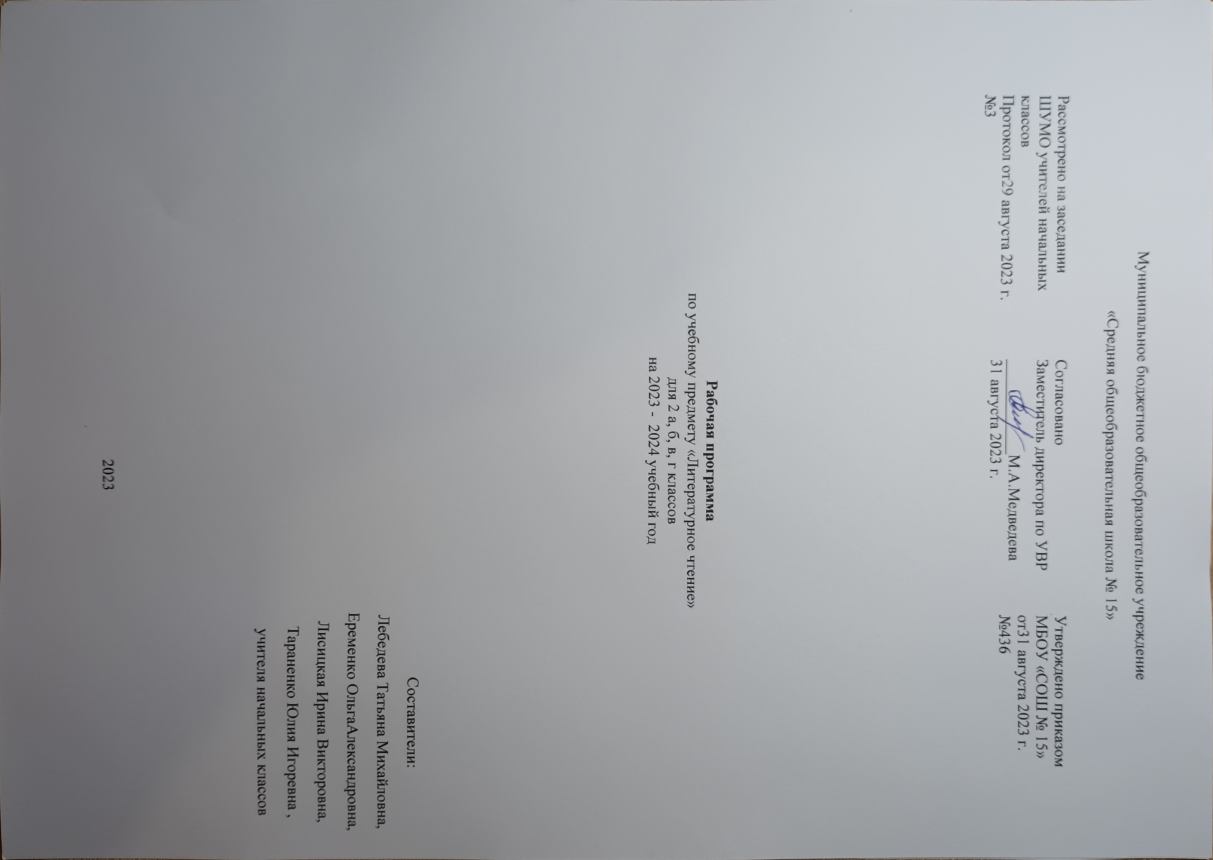 Муниципальное бюджетное общеобразовательное учреждение
«Средняя общеобразовательная школа № 15»
Рассмотрено на заседании
ШУМО учителей начальных
классов
Протокол от29 августа 2023 г.
№3
Согласовано
Заместитель директора по УВР
М.А.Медведева
31 августа 2023 г.
Утверждено приказом
МБОУ «СОШ № 15»
от31 августа 2023 г.
№436
Рабочая программа
по учебному предмету «Литературное чтение»
для 2 а, б, в, г классов
на 2023 - 2024 учебный год
Составители:
Лебедева Татьяна Михайловна,
Еременко ОльгаАлександровна,
Лисицкая Ирина Викторовна,
Тараненко Юлия Игоревна ,
учителя начальных классов
2023